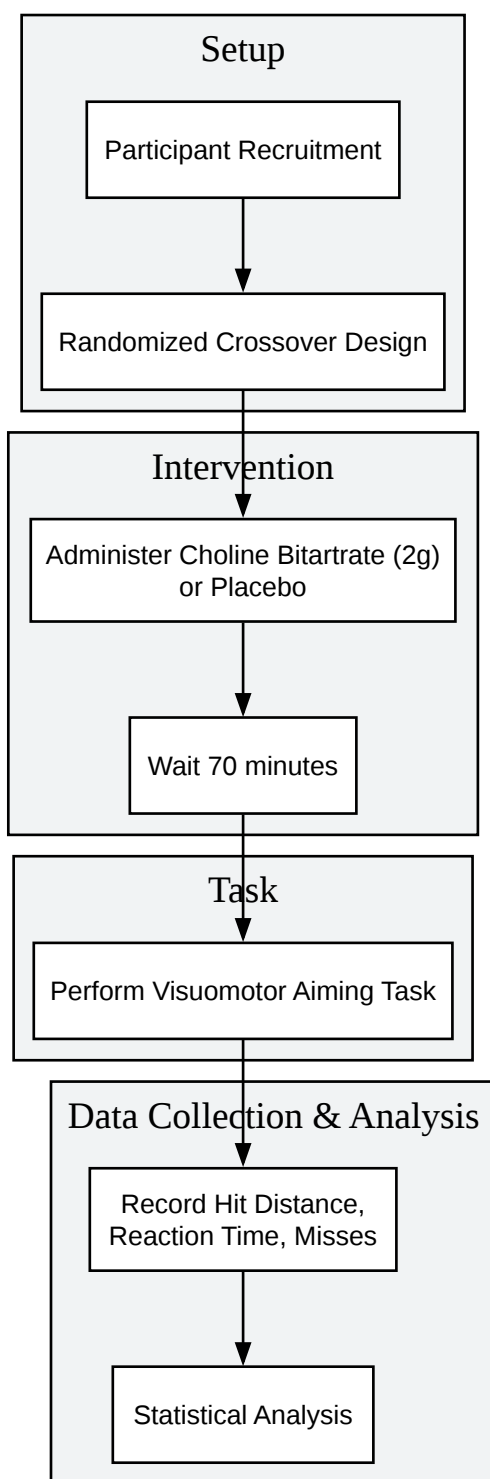 Setup
Participant Recruitment
Randomized Crossover Design
Intervention
Administer Choline Bitartrate (2g)
or Placebo
Wait 70 minutes
Task
Perform Visuomotor Aiming Task
Data Collection & Analysis
Record Hit Distance,
Reaction Time, Misses
Statistical Analysis